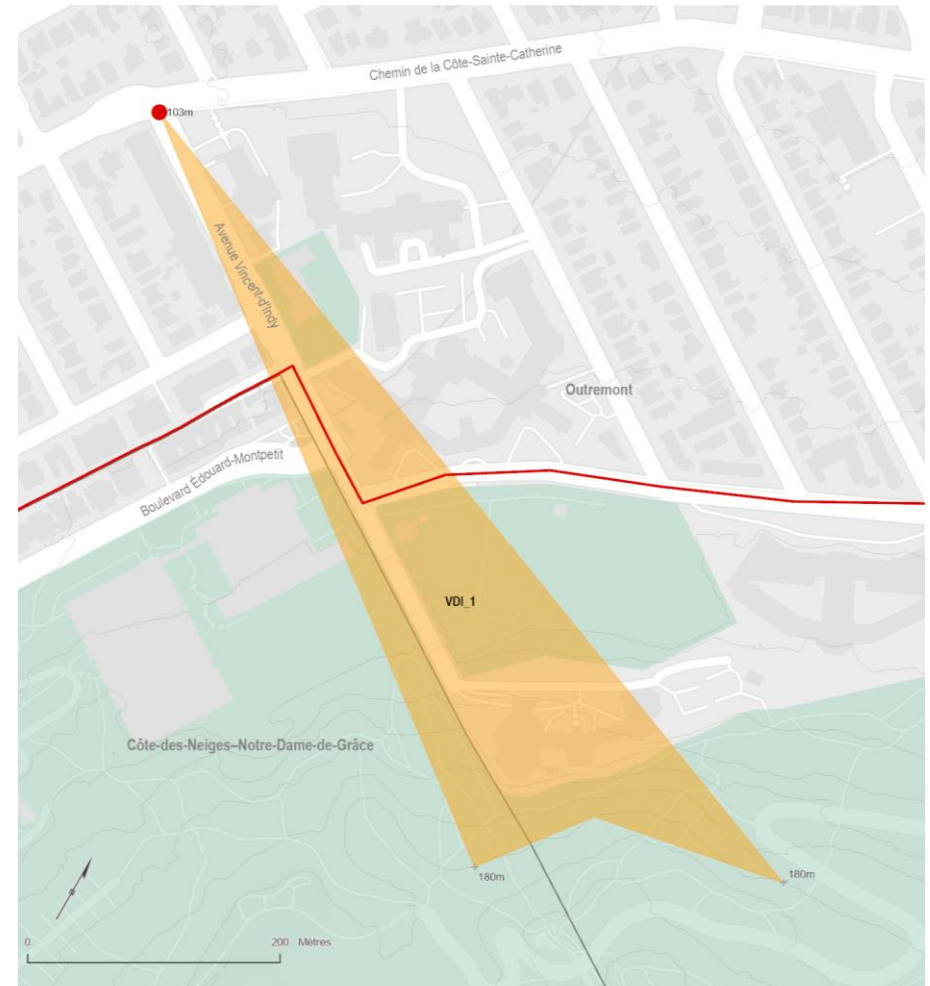 Chemin de la Côte-Sainte-Catherine
103m
Avenue Vincent-d'Indy
Outremont
Boulevard Édouard-Montpetit
VDI_1
Côte-des-Neiges–Notre-Dame-de-Grâce
180m
180m
0 200 Mètres